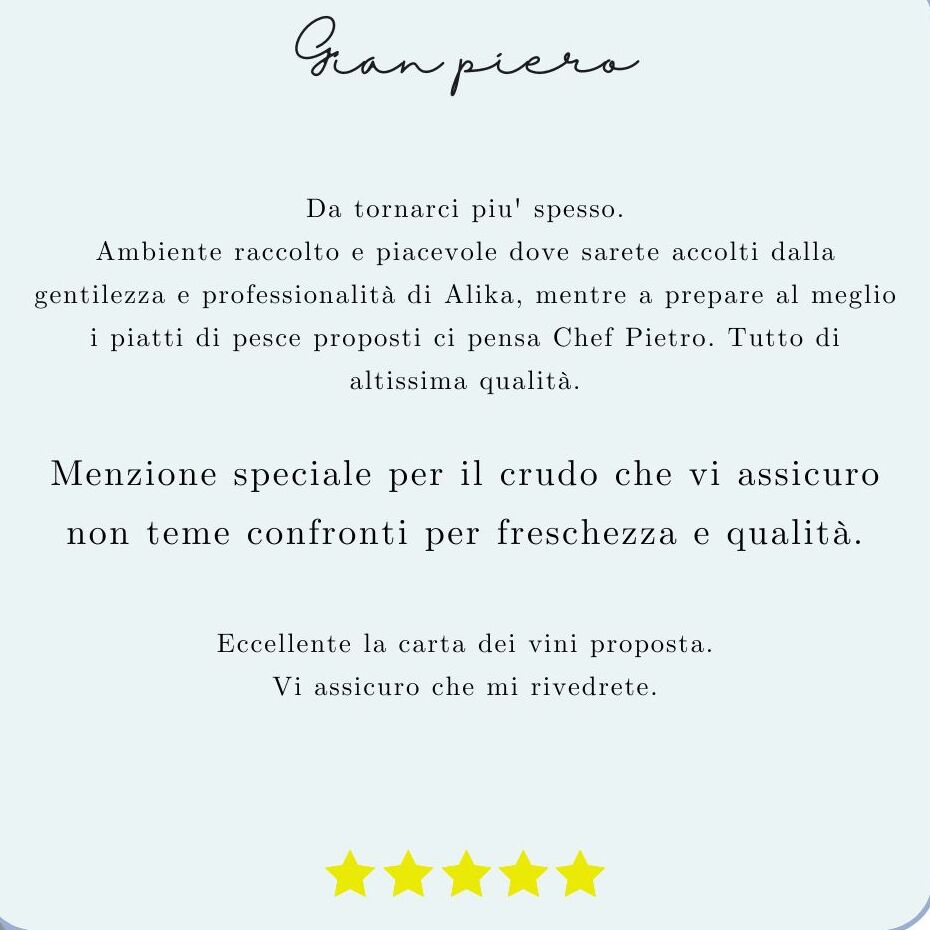 Gian piero
Da tornarci piu' spesso.
Ambiente raccolto e piacevole dove sarete accolti dalla
gentilezza e professionalità di Alika, mentre a prepare al meglio
i piatti di pesce proposti ci pensa Chef Pietro. Tutto di
altissima qualità.
Menzione speciale per il crudo che vi assicuro
non teme confronti per freschezza e qualità.
Eccellente la carta dei vini proposta.
Vi assicuro che mi rivedrete.